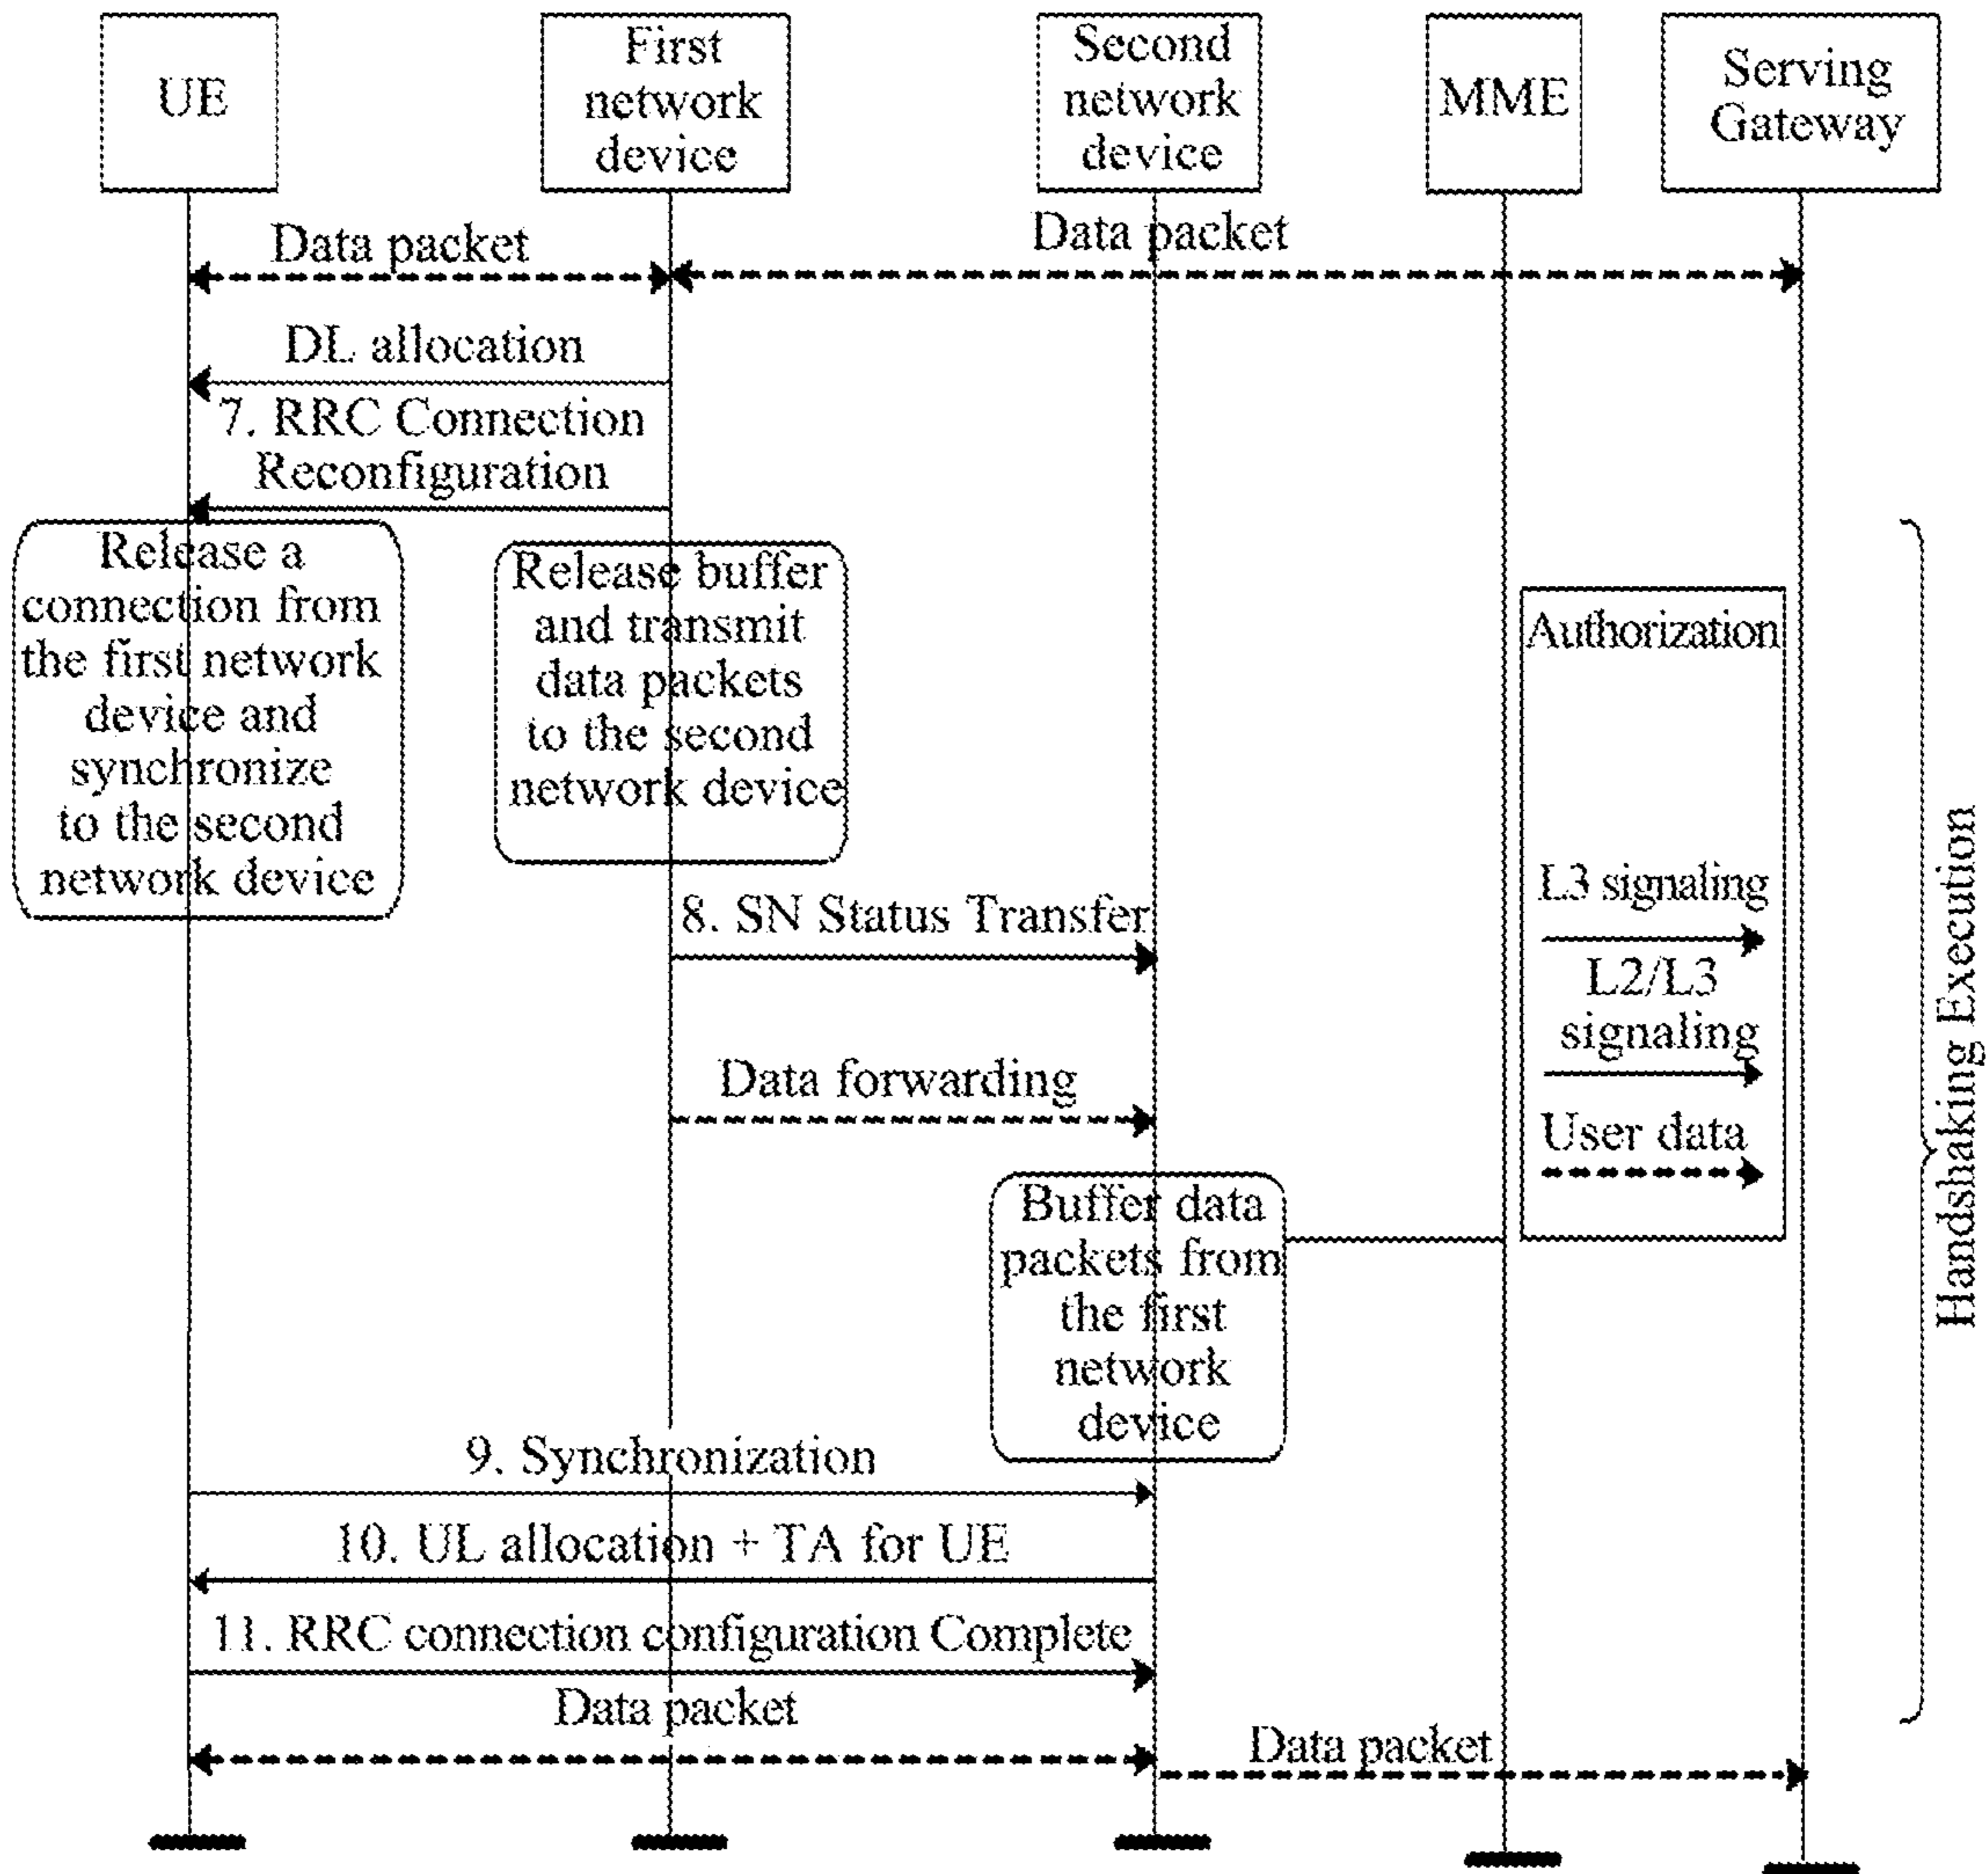 UE
First
network
device
Second
network
device
MME
Serving
Gateway
Data packet
Data packet
DL allocation
7. RRC Connection
Reconfiguration
Release a
connection from
the first network
device and
synchronize
to the second
network device
Release buffer
and transmit
data packets
to the second
network device
Authorization
L3 signaling
L2/L3
signaling
User data
8. SN Status Transfer
Data forwarding
Buffer data
packets from
the first
network
device
Handshaking Execution
9. Synchronization
10. UL allocation + TA for UE
11. RRC connection configuration Complete
Data packet
Data packet